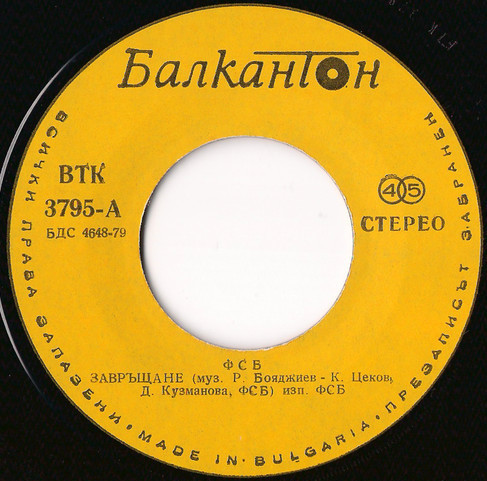 Балкантон
ВСИЧКИ ПРАВА ЗАПАЗЕНИ · MADE IN · BULGARIA · ПРЕЗАПИСЪТ ЗАБРАНЕН
ВТК
3795-А
БДС 4648-79
45
СТЕРЕО
ФСБ
ЗАВРЪЩАНЕ (муз. Р. Бояджиев - К. Цеков,
Д. Кузманова, ФСБ) изп. ФСБ